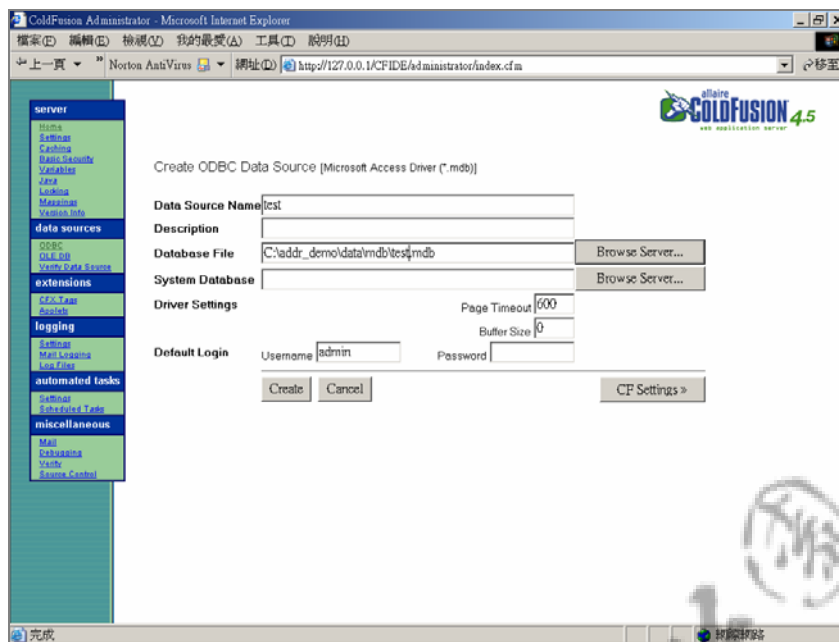 ColdFusion Administrator - Microsoft Internet Explorer
檔案(F) 編輯(E) 檢視(V) 我的最愛(A) 工具(T) 說明(H)
上一頁 » Norton AntiVirus 網址(D) http://127.0.0.1/CFIDE/administrator/index.cfm 移至
allaire
COLDFUSION 4.5
web application server
server
Home
Settings
Caching
Basic Security
Variables
Java
Locking
Mappings
Version Info
data sources
ODBC
OLE DB
Verify Data Source
extensions
CFX Tags
Applets
logging
Settings
Mail Logging
Log Files
automated tasks
Settings
Scheduled Tasks
miscellaneous
Mail
Debugging
Verity
Source Control
Create ODBC Data Source [Microsoft Access Driver (*.mdb)]
Data Source Name test
Description
Database File C:\addr_demo\data\mdb\test.mdb Browse Server...
System Database Browse Server...
Driver Settings Page Timeout 600
Buffer Size 0
Default Login Username admin Password
Create Cancel CF Settings »
完成 網際網路